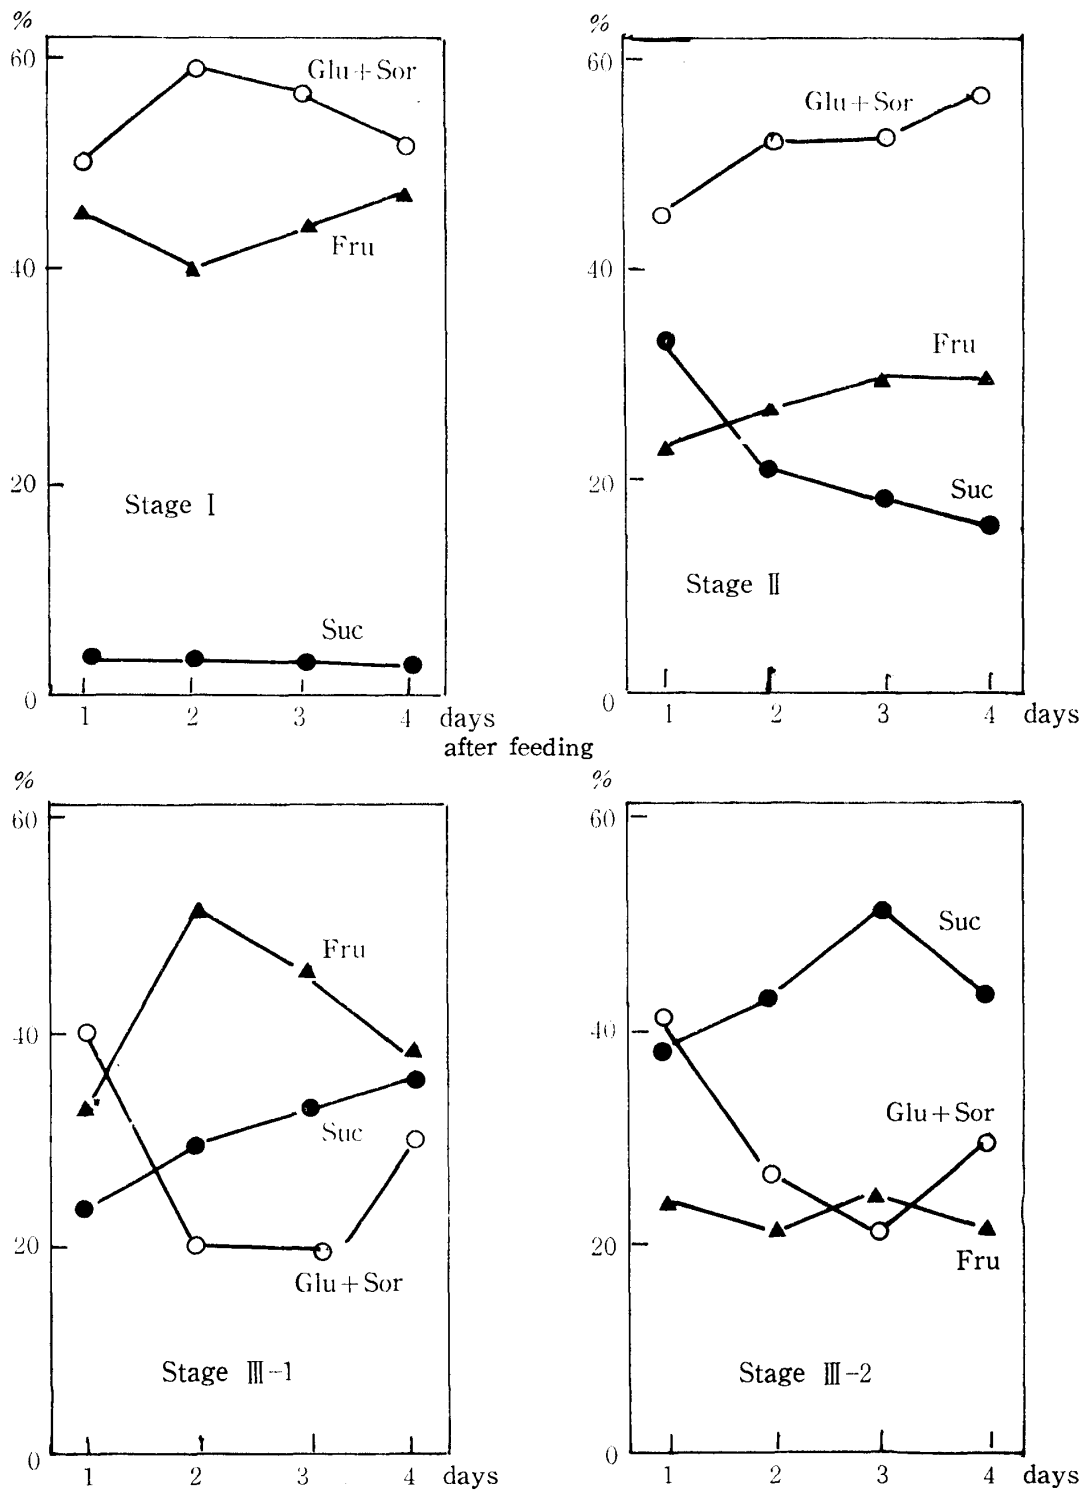 %
60
Glu+Sor
Fru
40
20
Stage Ⅰ
Suc
0
1 2 3 4 days
after feeding
%
60
Glu+Sor
40
Fru
20
Suc
Stage Ⅱ
0
1 2 3 4 days
%
60
Fru
40
Suc
20
Glu+Sor
Stage Ⅲ-1
0
1 2 3 4 days
%
60
Suc
40
Glu+Sor
20
Fru
Stage Ⅲ-2
0
1 2 3 4 days